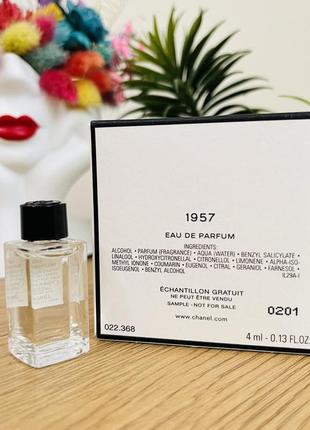 1957
EAU DE PARFUM
INGREDIENTS:
ALCOHOL • PARFUM (FRAGRANCE) • AQUA (WATER) • BENZYL SALICYLATE •
LINALOOL • HYDROXYCITRONELLAL • CITRONELLOL • LIMONENE • ALPHA-ISO-
METHYL IONONE • COUMARIN • EUGENOL • CITRAL • GERANIOL • FARNESOL •
ISOEUGENOL • BENZYL ALCOHOL
IL29A-I
ÉCHANTILLON GRATUIT
NE PEUT ÊTRE VENDU
SAMPLE - NOT FOR SALE
0201
www.chanel.com
022.368
4 ml - 0.13 FL.OZ